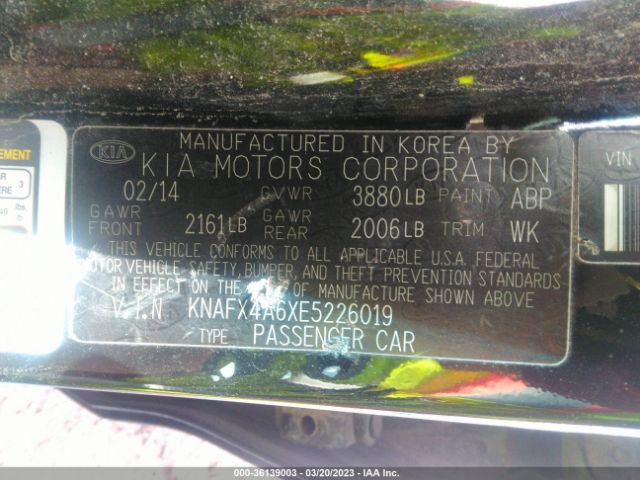 KIA
MANUFACTURED IN KOREA BY
KIA MOTORS CORPORATION
02/14 GVWR 3880LB PAINT ABP
GAWR FRONT 2161LB GAWR REAR 2006LB TRIM WK
THIS VEHICLE CONFORMS TO ALL APPLICABLE U.S.A. FEDERAL
MOTOR VEHICLE SAFETY, BUMPER, AND THEFT PREVENTION STANDARDS
IN EFFECT ON THE DATE OF MANUFACTURE SHOWN ABOVE
V.I.N KNAFX4A6XE5226019
TYPE PASSENGER CAR
VIN
3
000-36139003 — 03/20/2023 — IAA Inc.